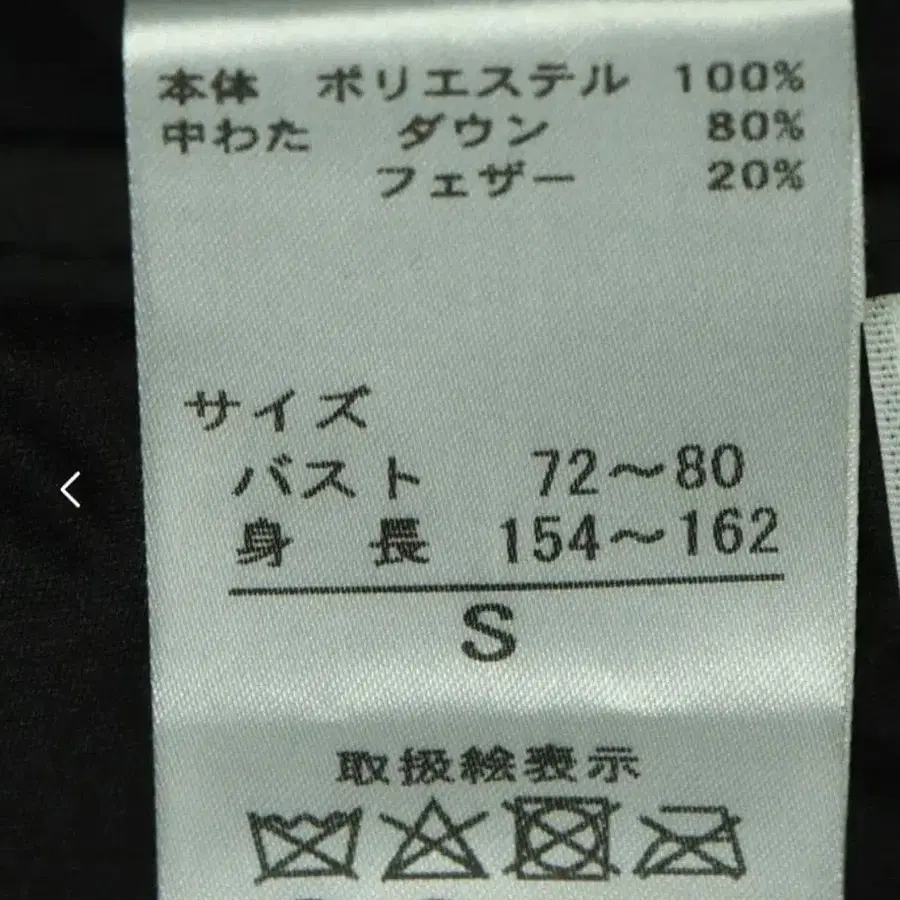 本体 ポリエステル 100%
中わた ダウン 80%
フェザー 20%
サイズ
バスト 72～80
身長 154～162
S
取扱絵表示